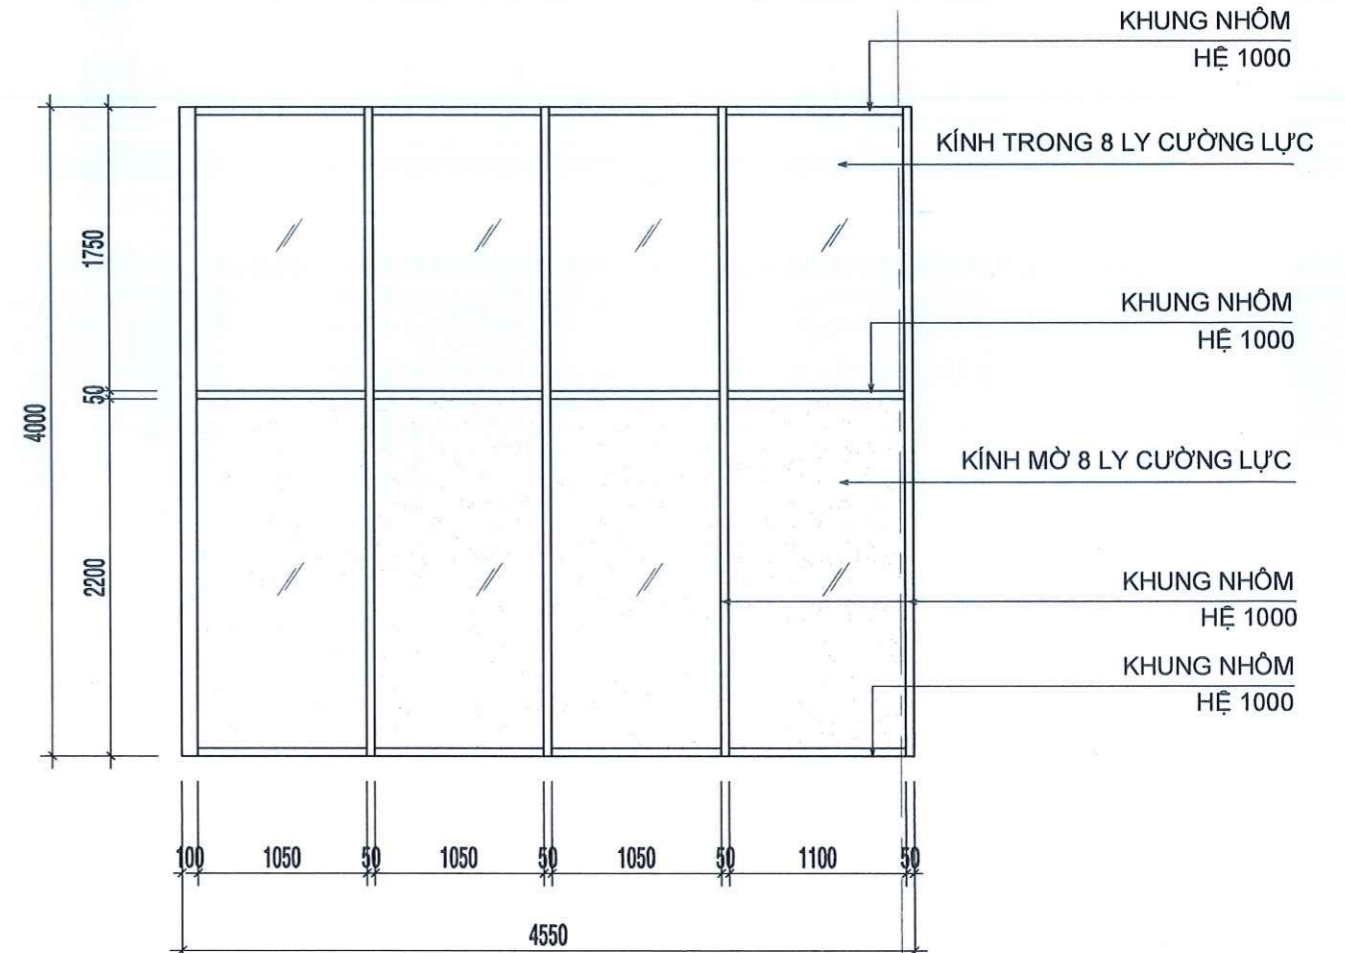 KHUNG NHÔM
HỆ 1000
KÍNH TRONG 8 LY CƯỜNG LỰC
1750
KHUNG NHÔM
HỆ 1000
50
4000
KÍNH MỜ 8 LY CƯỜNG LỰC
2200
KHUNG NHÔM
HỆ 1000
KHUNG NHÔM
HỆ 1000
100 1050 50 1050 50 1050 50 1100 50
4550